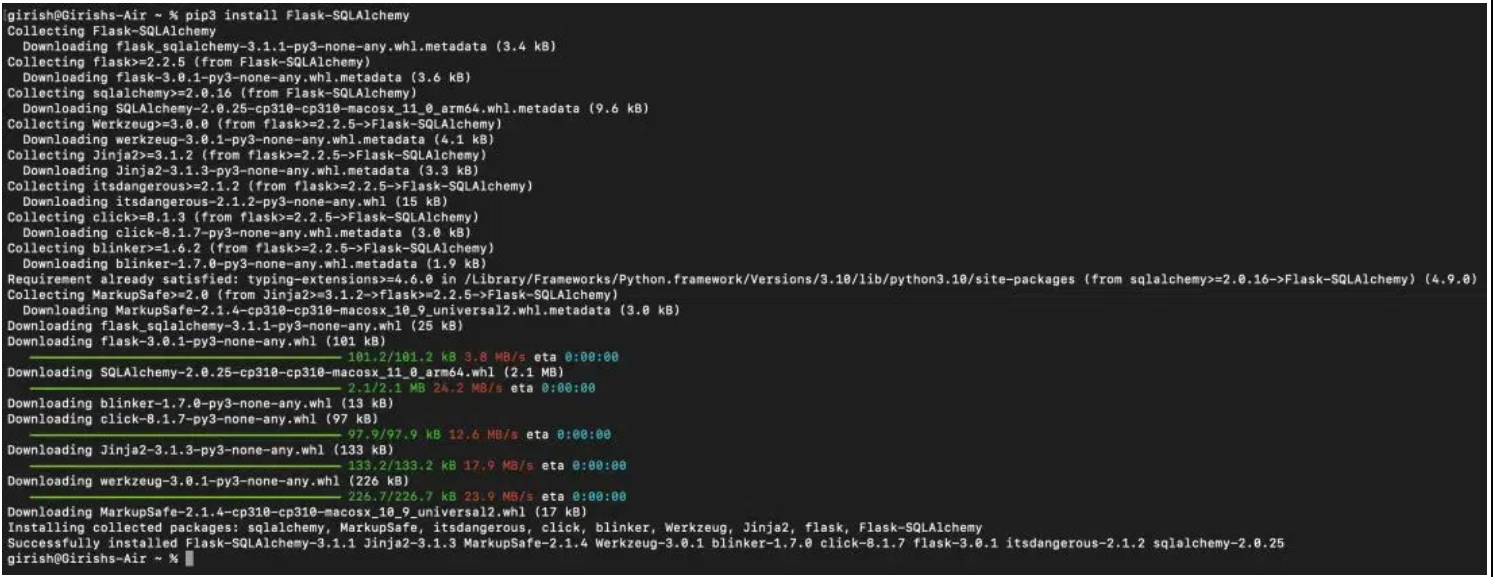 girish@Girishs-Air ~ % pip3 install Flask-SQLAlchemy
Collecting Flask-SQLAlchemy
Downloading flask_sqlalchemy-3.1.1-py3-none-any.whl.metadata (3.4 kB)
Collecting flask>=2.2.5 (from Flask-SQLAlchemy)
Downloading flask-3.0.1-py3-none-any.whl.metadata (3.6 kB)
Collecting sqlalchemy>=2.0.16 (from Flask-SQLAlchemy)
Downloading SQLAlchemy-2.0.25-cp310-cp310-macosx_11_0_arm64.whl.metadata (9.6 kB)
Collecting Werkzeug>=3.0.0 (from flask>=2.2.5->Flask-SQLAlchemy)
Downloading werkzeug-3.0.1-py3-none-any.whl.metadata (4.1 kB)
Collecting Jinja2>=3.1.2 (from flask>=2.2.5->Flask-SQLAlchemy)
Downloading Jinja2-3.1.3-py3-none-any.whl.metadata (3.3 kB)
Collecting itsdangerous>=2.1.2 (from flask>=2.2.5->Flask-SQLAlchemy)
Downloading itsdangerous-2.1.2-py3-none-any.whl (15 kB)
Collecting click>=8.1.3 (from flask>=2.2.5->Flask-SQLAlchemy)
Downloading click-8.1.7-py3-none-any.whl.metadata (3.0 kB)
Collecting blinker>=1.6.2 (from flask>=2.2.5->Flask-SQLAlchemy)
Downloading blinker-1.7.0-py3-none-any.whl.metadata (1.9 kB)
Requirement already satisfied: typing-extensions>=4.6.0 in /Library/Frameworks/Python.framework/Versions/3.10/lib/python3.10/site-packages (from sqlalchemy>=2.0.16->Flask-SQLAlchemy) (4.9.0)
Collecting MarkupSafe>=2.0 (from Jinja2>=3.1.2->flask>=2.2.5->Flask-SQLAlchemy)
Downloading MarkupSafe-2.1.4-cp310-cp310-macosx_10_9_universal2.whl.metadata (3.0 kB)
Downloading flask_sqlalchemy-3.1.1-py3-none-any.whl (25 kB)
Downloading flask-3.0.1-py3-none-any.whl (101 kB)
101.2/101.2 kB 3.8 MB/s eta 0:00:00
Downloading SQLAlchemy-2.0.25-cp310-cp310-macosx_11_0_arm64.whl (2.1 MB)
2.1/2.1 MB 24.2 MB/s eta 0:00:00
Downloading blinker-1.7.0-py3-none-any.whl (13 kB)
Downloading click-8.1.7-py3-none-any.whl (97 kB)
97.9/97.9 kB 12.6 MB/s eta 0:00:00
Downloading Jinja2-3.1.3-py3-none-any.whl (133 kB)
133.2/133.2 kB 17.9 MB/s eta 0:00:00
Downloading werkzeug-3.0.1-py3-none-any.whl (226 kB)
226.7/226.7 kB 23.9 MB/s eta 0:00:00
Downloading MarkupSafe-2.1.4-cp310-cp310-macosx_10_9_universal2.whl (17 kB)
Installing collected packages: sqlalchemy, MarkupSafe, itsdangerous, click, blinker, Werkzeug, Jinja2, flask, Flask-SQLAlchemy
Successfully installed Flask-SQLAlchemy-3.1.1 Jinja2-3.1.3 MarkupSafe-2.1.4 Werkzeug-3.0.1 blinker-1.7.0 click-8.1.7 flask-3.0.1 itsdangerous-2.1.2 sqlalchemy-2.0.25
girish@Girishs-Air ~ %